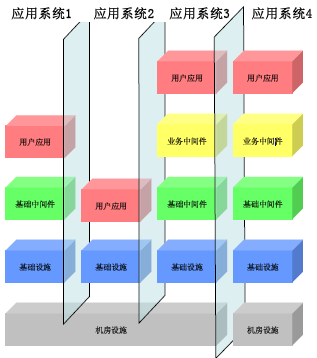 应用系统1
应用系统2
应用系统3
应用系统4
用户应用
用户应用
用户应用
业务中间件
业务中间件
基础中间件
用户应用
基础中间件
基础中间件
基础设施
基础设施
基础设施
基础设施
机房设施
机房设施